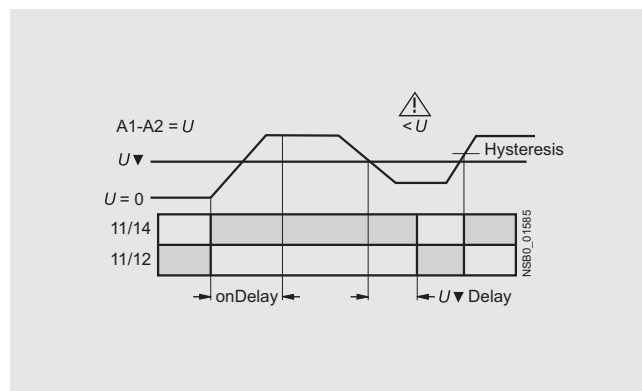 A1-A2 = U
< U
U▼
Hysteresis
U = 0
11/14
11/12
NSB0_01585
onDelay
U▼ Delay